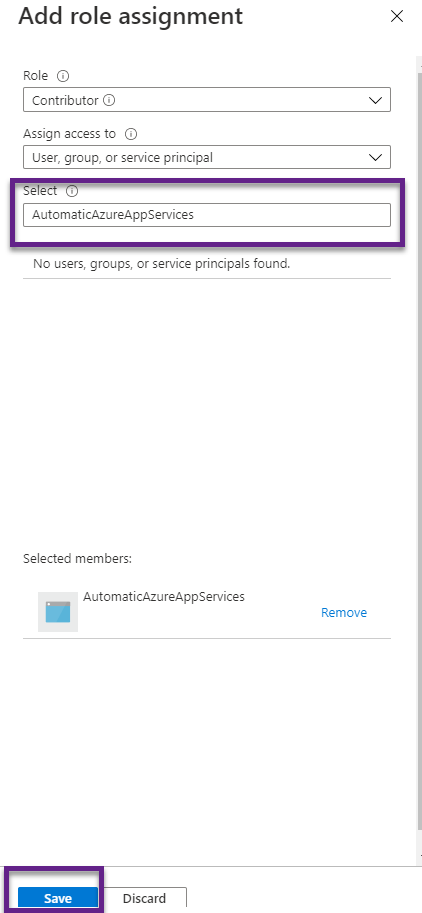 Add role assignment
Role
Contributor
Assign access to
User, group, or service principal
Select
AutomaticAzureAppServices
No users, groups, or service principals found.
Selected members:
AutomaticAzureAppServices
Remove
Save Discard